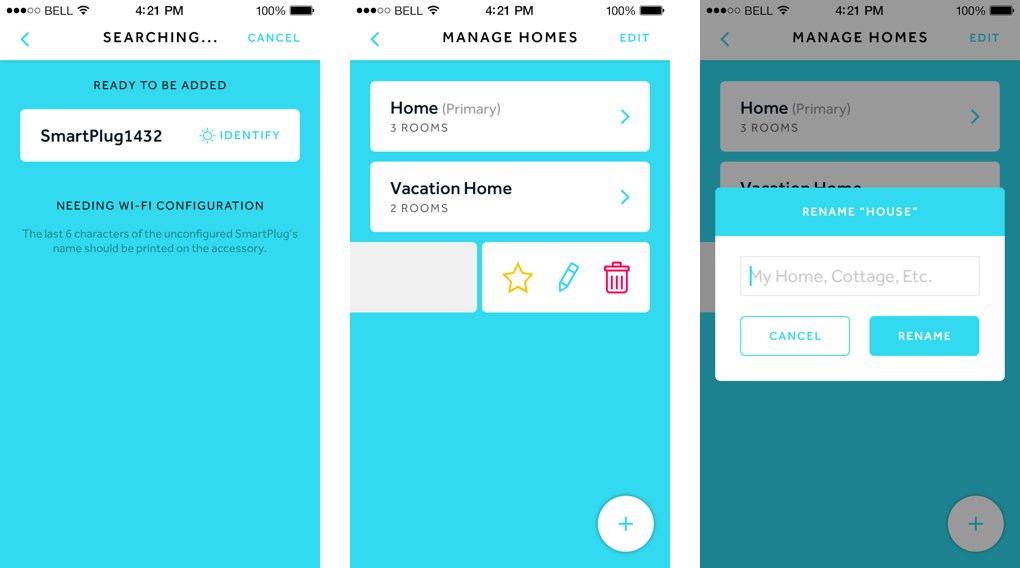 BELL 4:21 PM 100%
SEARCHING... CANCEL
READY TO BE ADDED
SmartPlug1432 IDENTIFY
NEEDING WI-FI CONFIGURATION
The last 6 characters of the unconfigured SmartPlug's
name should be printed on the accessory.
BELL 4:21 PM 100%
MANAGE HOMES EDIT
Home (Primary)
3 ROOMS
Vacation Home
2 ROOMS
BELL 4:21 PM 100%
MANAGE HOMES EDIT
Home (Primary)
3 ROOMS
Vacation Home
RENAME “HOUSE”
My Home, Cottage, Etc.
CANCEL RENAME